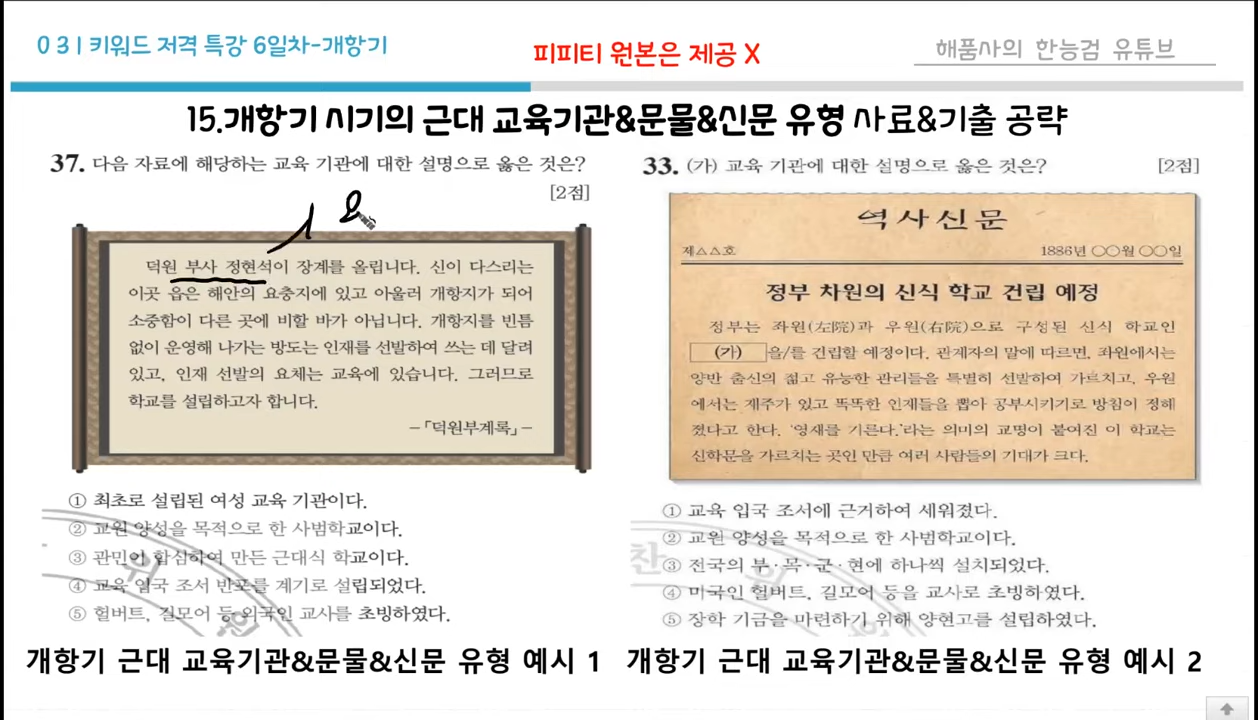 03 | 키워드 저격 특강 6일차-개항기
피피티 원본은 제공 X
해품사의 한능검 유튜브
15.개항기 시기의 근대 교육기관&문물&신문 유형 사료&기출 공략
37. 다음 자료에 해당하는 교육 기관에 대한 설명으로 옳은 것은?
[2점]
18
덕원 부사 정현석이 장계를 올립니다. 신이 다스리는
이곳 읍은 해안의 요충지에 있고 아울러 개항지가 되어
소중함이 다른 곳에 비할 바가 아닙니다. 개항지를 빈틈
없이 운영해 나가는 방도는 인재를 선발하여 쓰는 데 달려
있고, 인재 선발의 요체는 교육에 있습니다. 그러므로
학교를 설립하고자 합니다.
-「덕원부계록」-
① 최초로 설립된 여성 교육 기관이다.
② 교원 양성을 목적으로 한 사범학교이다.
③ 관민이 합심하여 만든 근대식 학교이다.
④ 교육 입국 조서 반포를 계기로 설립되었다.
⑤ 헐버트, 길모어 등 외국인 교사를 초빙하였다.
개항기 근대 교육기관&문물&신문 유형 예시 1
33. (가) 교육 기관에 대한 설명으로 옳은 것은?
[2점]
역사신문
제△△호
1886년 ○○월 ○○일
정부 차원의 신식 학교 건립 예정
정부는 좌원(左院)과 우원(右院)으로 구성된 신식 학교인
(가) 을/를 건립할 예정이다. 관계자의 말에 따르면, 좌원에서는
양반 출신의 젊고 유능한 관리들을 특별히 선발하여 가르치고, 우원
에서는 재주가 있고 똑똑한 인재들을 뽑아 공부시키기로 방침이 정해
졌다고 한다. '영재를 기른다.'라는 의미의 교명이 붙여진 이 학교는
신학문을 가르치는 곳인 만큼 여러 사람들의 기대가 크다.
① 교육 입국 조서에 근거하여 세워졌다.
② 교원 양성을 목적으로 한 사범학교이다.
③ 전국의 부·목·군·현에 하나씩 설치되었다.
④ 미국인 헐버트, 길모어 등을 교사로 초빙하였다.
⑤ 장학 기금을 마련하기 위해 양현고를 설립하였다.
개항기 근대 교육기관&문물&신문 유형 예시 2